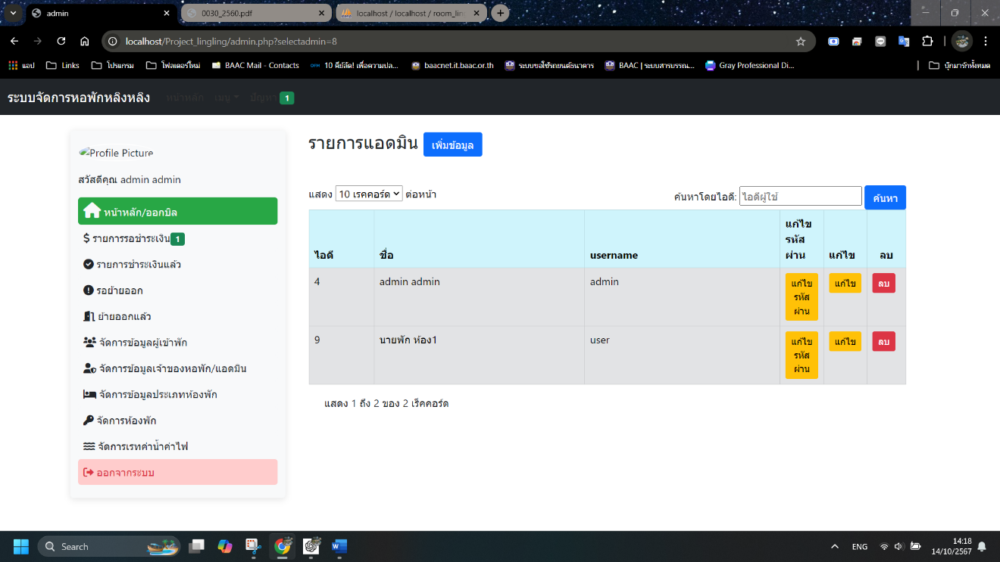 admin
0030_2560.pdf
localhost / localhost / room_lin
localhost/Project_lingling/admin.php?selectadmin=8
แอป
Links
โปรแกรม
โฟลเดอร์ใหม่
BAAC Mail - Contacts
10 คีย์ลัด! เพื่อความปล...
baacnet.it.baac.or.th
ระบบขอใช้รถยนต์ธนาคาร
BAAC | ระบบสารบรรณ...
Gray Professional Di...
บุ๊กมาร์กทั้งหมด
ระบบจัดการหอพักหลิงหลิง
หน้าหลัก
เมนู
ปัญหา 1
Profile Picture
สวัสดีคุณ admin admin
หน้าหลัก/ออกบิล
รายการรอชำระเงิน 1
รายการชำระเงินแล้ว
รอย้ายออก
ย้ายออกแล้ว
จัดการข้อมูลผู้เข้าพัก
จัดการข้อมูลเจ้าของหอพัก/แอดมิน
จัดการข้อมูลประเภทห้องพัก
จัดการห้องพัก
จัดการเรทค่าน้ำค่าไฟ
ออกจากระบบ
รายการแอดมิน
เพิ่มข้อมูล
แสดง 10 เรคคอร์ด ต่อหน้า
ค้นหาโดยไอดี: ไอดีผู้ใช้ ค้นหา
ไอดี
ชื่อ
username
แก้ไข
รหัส
ผ่าน
แก้ไข
ลบ
4
admin admin
admin
แก้ไข
รหัส
ผ่าน
แก้ไข
ลบ
9
นายพัก ห้อง1
user
แก้ไข
รหัส
ผ่าน
แก้ไข
ลบ
แสดง 1 ถึง 2 ของ 2 เร็คคอร์ด
Search
ENG
14:18
14/10/2567